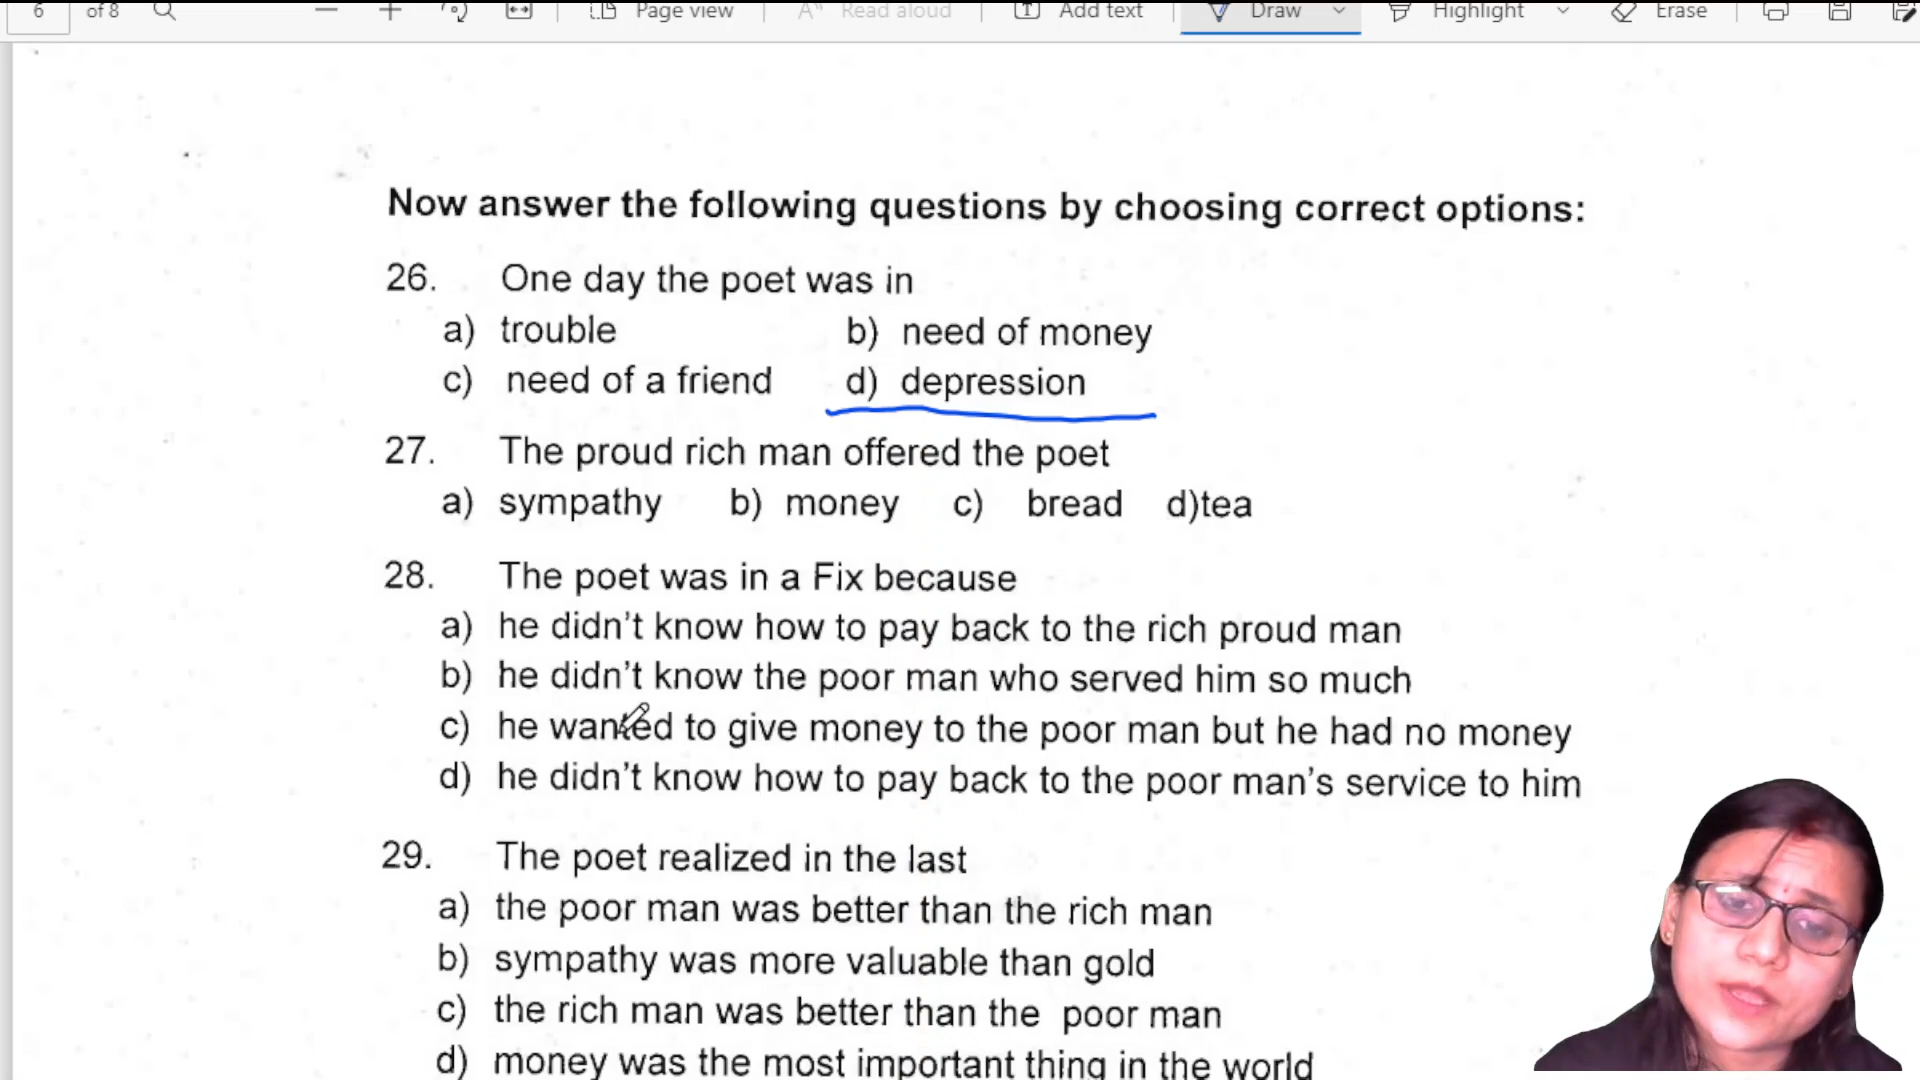 6 of 8 Page view Read aloud Add text Draw Highlight Erase
Now answer the following questions by choosing correct options:
26. One day the poet was in
a) trouble b) need of money
c) need of a friend d) depression
27. The proud rich man offered the poet
a) sympathy b) money c) bread d)tea
28. The poet was in a Fix because
a) he didn't know how to pay back to the rich proud man
b) he didn't know the poor man who served him so much
c) he wanted to give money to the poor man but he had no money
d) he didn't know how to pay back to the poor man's service to him
29. The poet realized in the last
a) the poor man was better than the rich man
b) sympathy was more valuable than gold
c) the rich man was better than the poor man
d) money was the most important thing in the world